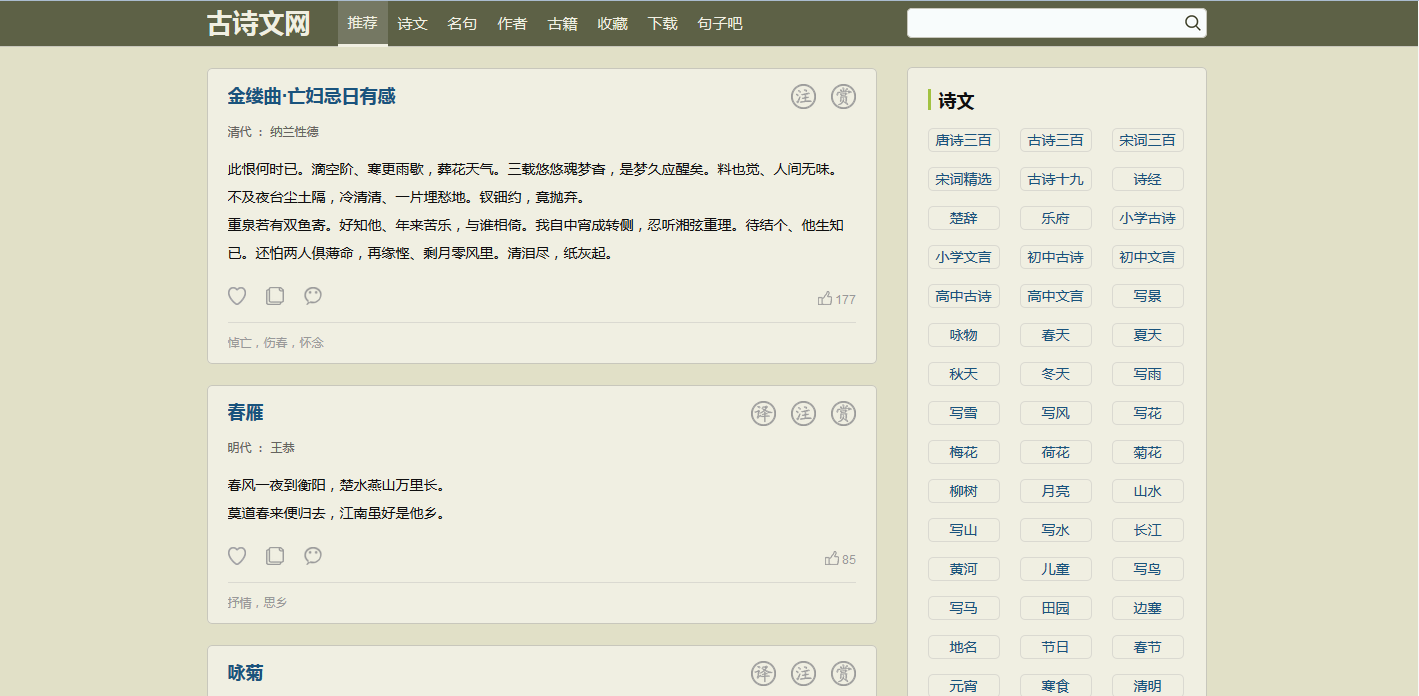 古诗文网
推荐 诗文 名句 作者 古籍 收藏 下载 句子吧
金缕曲·亡妇忌日有感
注 赏
清代 ： 纳兰性德
此恨何时已。滴空阶、寒更雨歇，葬花天气。三载悠悠魂梦杳，是梦久应醒矣。料也觉、人间无味。
不及夜台尘土隔，冷清清、一片埋愁地。钗钿约，竟抛弃。
重泉若有双鱼寄。好知他、年来苦乐，与谁相倚。我自中宵成转侧，忍听湘弦重理。待结个、他生知
已。还怕两人俱薄命，再缘悭、剩月零风里。清泪尽，纸灰起。
177
悼亡，伤春，怀念
春雁
译 注 赏
明代 ： 王恭
春风一夜到衡阳，楚水燕山万里长。
莫道春来便归去，江南虽好是他乡。
85
抒情，思乡
咏菊
译 注 赏
诗文
唐诗三百 古诗三百 宋词三百
宋词精选 古诗十九 诗经
楚辞 乐府 小学古诗
小学文言 初中古诗 初中文言
高中古诗 高中文言 写景
咏物 春天 夏天
秋天 冬天 写雨
写雪 写风 写花
梅花 荷花 菊花
柳树 月亮 山水
写山 写水 长江
黄河 儿童 写鸟
写马 田园 边塞
地名 节日 春节
元宵 寒食 清明